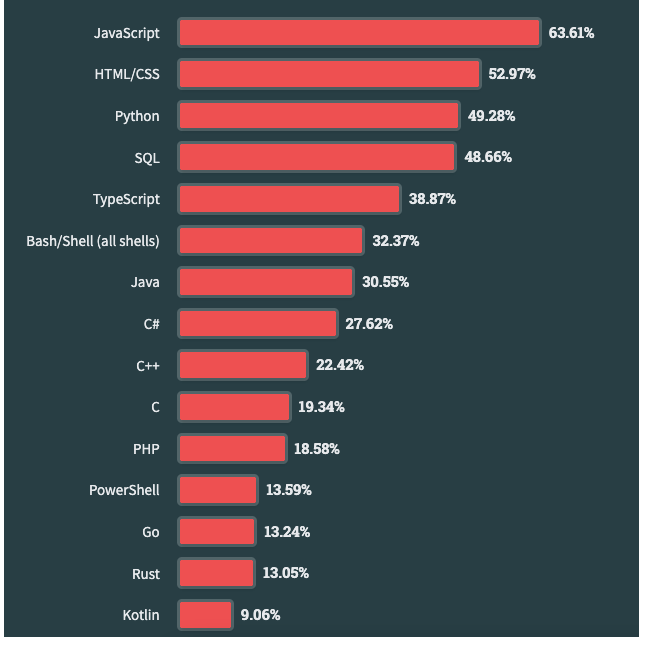 JavaScript 63.61%
HTML/CSS 52.97%
Python 49.28%
SQL 48.66%
TypeScript 38.87%
Bash/Shell (all shells) 32.37%
Java 30.55%
C# 27.62%
C++ 22.42%
C 19.34%
PHP 18.58%
PowerShell 13.59%
Go 13.24%
Rust 13.05%
Kotlin 9.06%